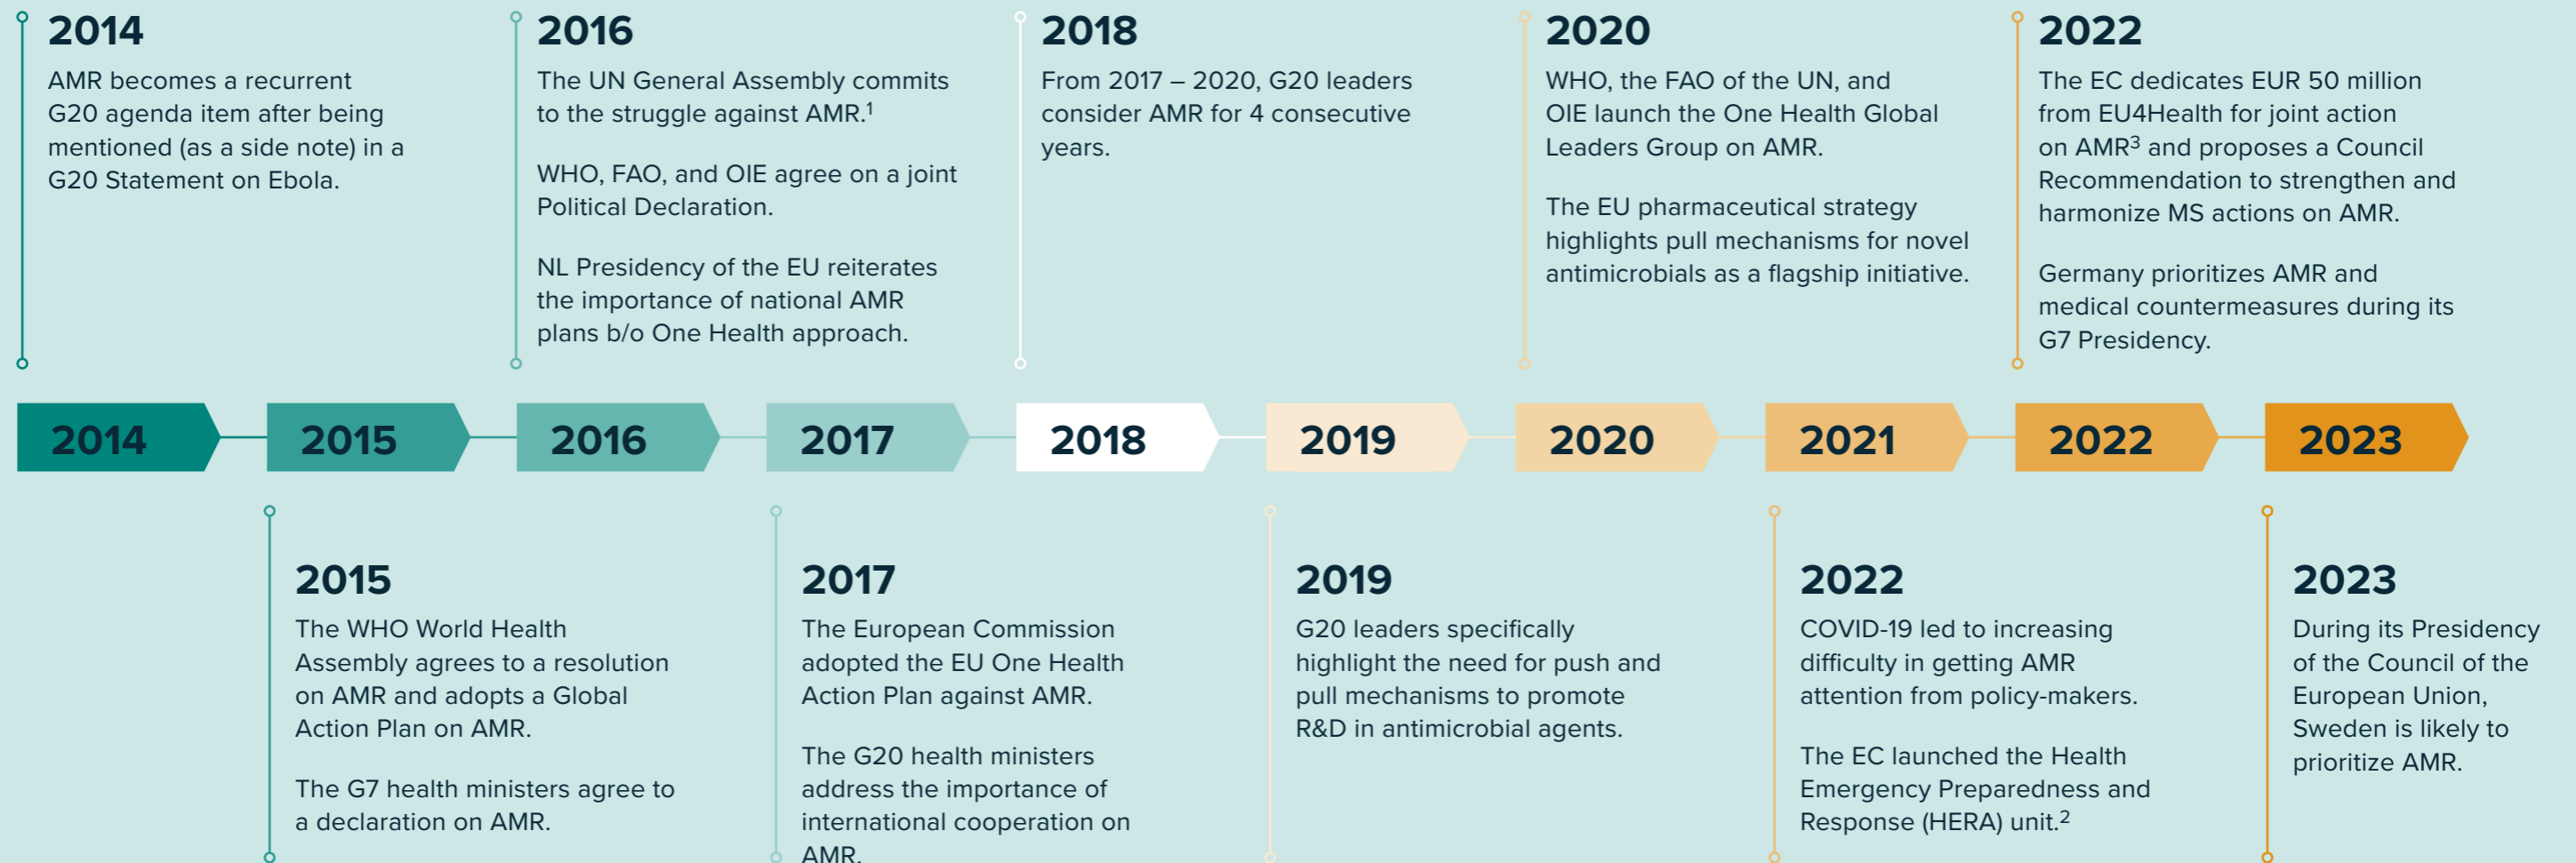 2014
AMR becomes a recurrent
G20 agenda item after being
mentioned (as a side note) in a
G20 Statement on Ebola.
2016
The UN General Assembly commits
to the struggle against AMR.¹
WHO, FAO, and OIE agree on a joint
Political Declaration.
NL Presidency of the EU reiterates
the importance of national AMR
plans b/o One Health approach.
2018
From 2017 – 2020, G20 leaders
consider AMR for 4 consecutive
years.
2020
WHO, the FAO of the UN, and
OIE launch the One Health Global
Leaders Group on AMR.
The EU pharmaceutical strategy
highlights pull mechanisms for novel
antimicrobials as a flagship initiative.
2022
The EC dedicates EUR 50 million
from EU4Health for joint action
on AMR³ and proposes a Council
Recommendation to strengthen and
harmonize MS actions on AMR.
Germany prioritizes AMR and
medical countermeasures during its
G7 Presidency.
2014
2015
2016
2017
2018
2019
2020
2021
2022
2023
2015
The WHO World Health
Assembly agrees to a resolution
on AMR and adopts a Global
Action Plan on AMR.
The G7 health ministers agree to
a declaration on AMR.
2017
The European Commission
adopted the EU One Health
Action Plan against AMR.
The G20 health ministers
address the importance of
international cooperation on
AMR.
2019
G20 leaders specifically
highlight the need for push and
pull mechanisms to promote
R&D in antimicrobial agents.
2022
COVID-19 led to increasing
difficulty in getting AMR
attention from policy-makers.
The EC launched the Health
Emergency Preparedness and
Response (HERA) unit.²
2023
During its Presidency
of the Council of the
European Union,
Sweden is likely to
prioritize AMR.